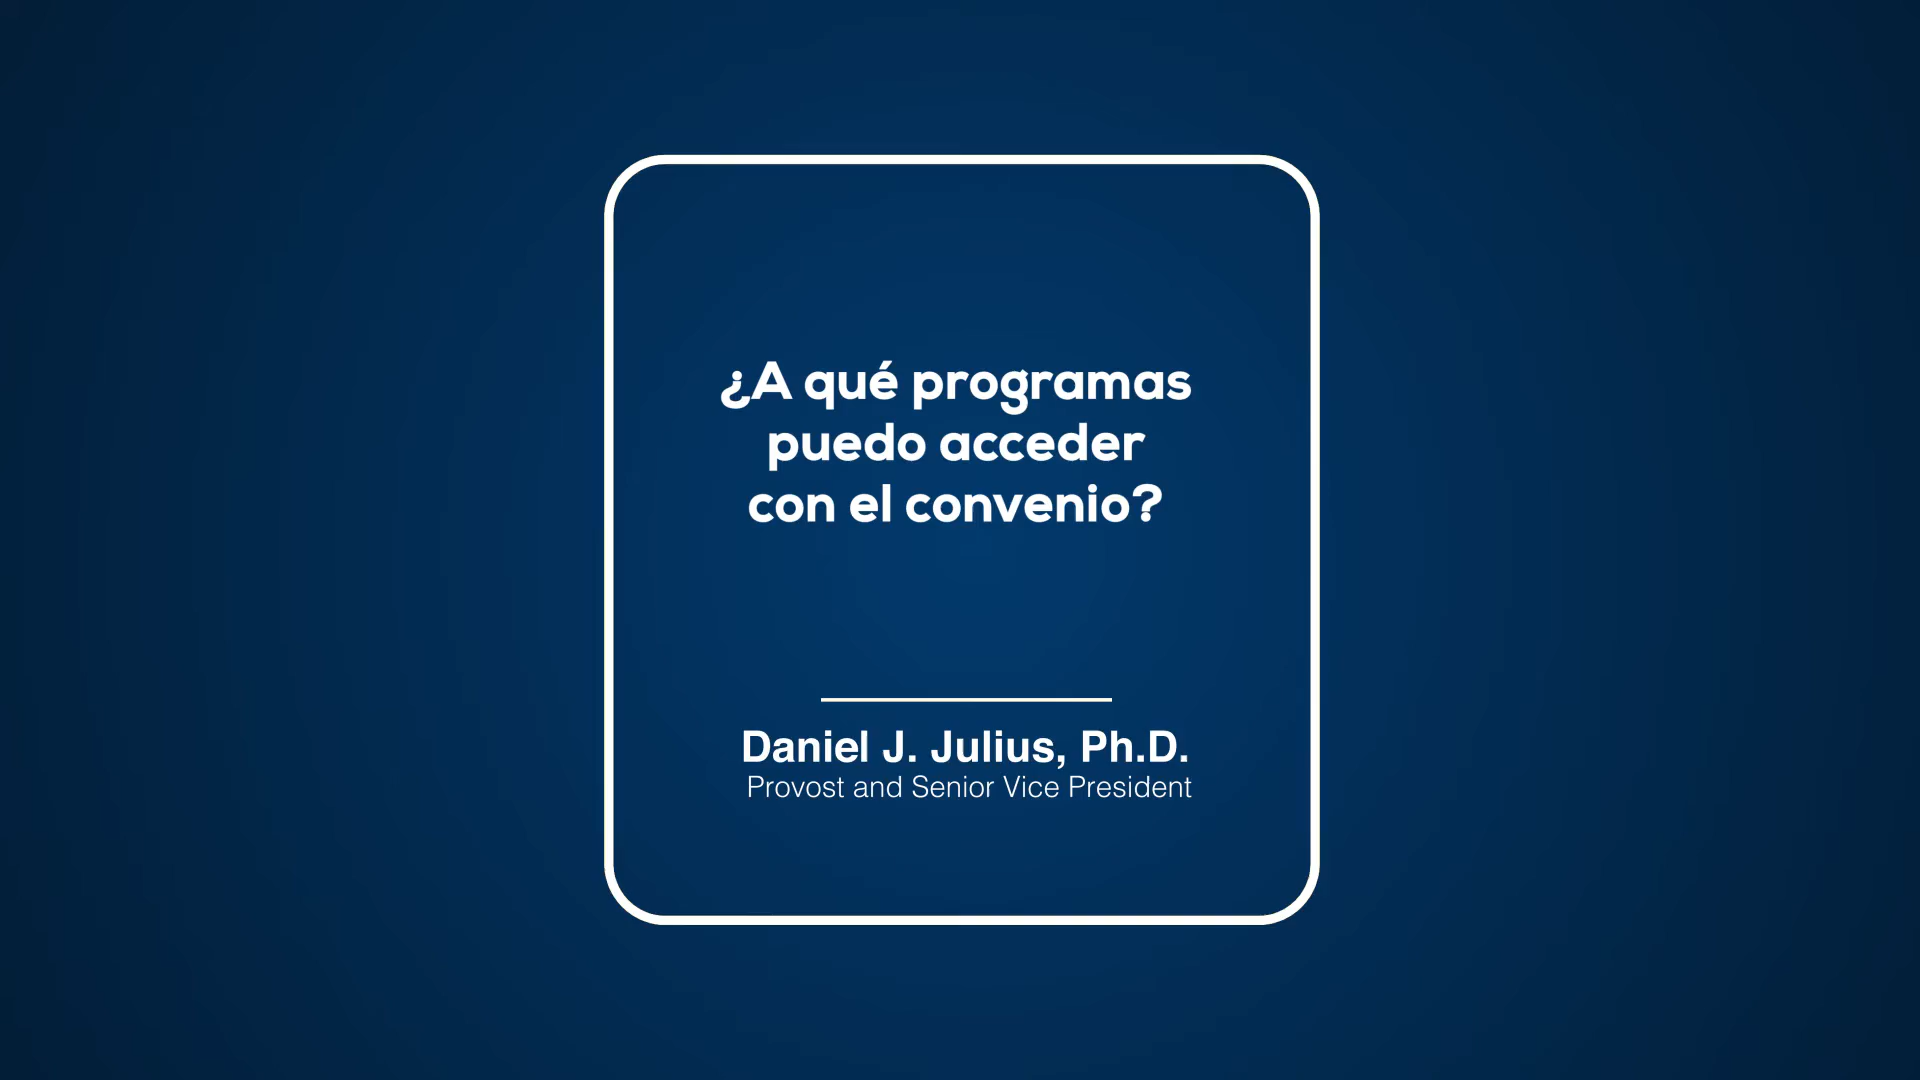 ¿A qué programas
puedo acceder
con el convenio?
Daniel J. Julius, Ph.D.
Provost and Senior Vice President